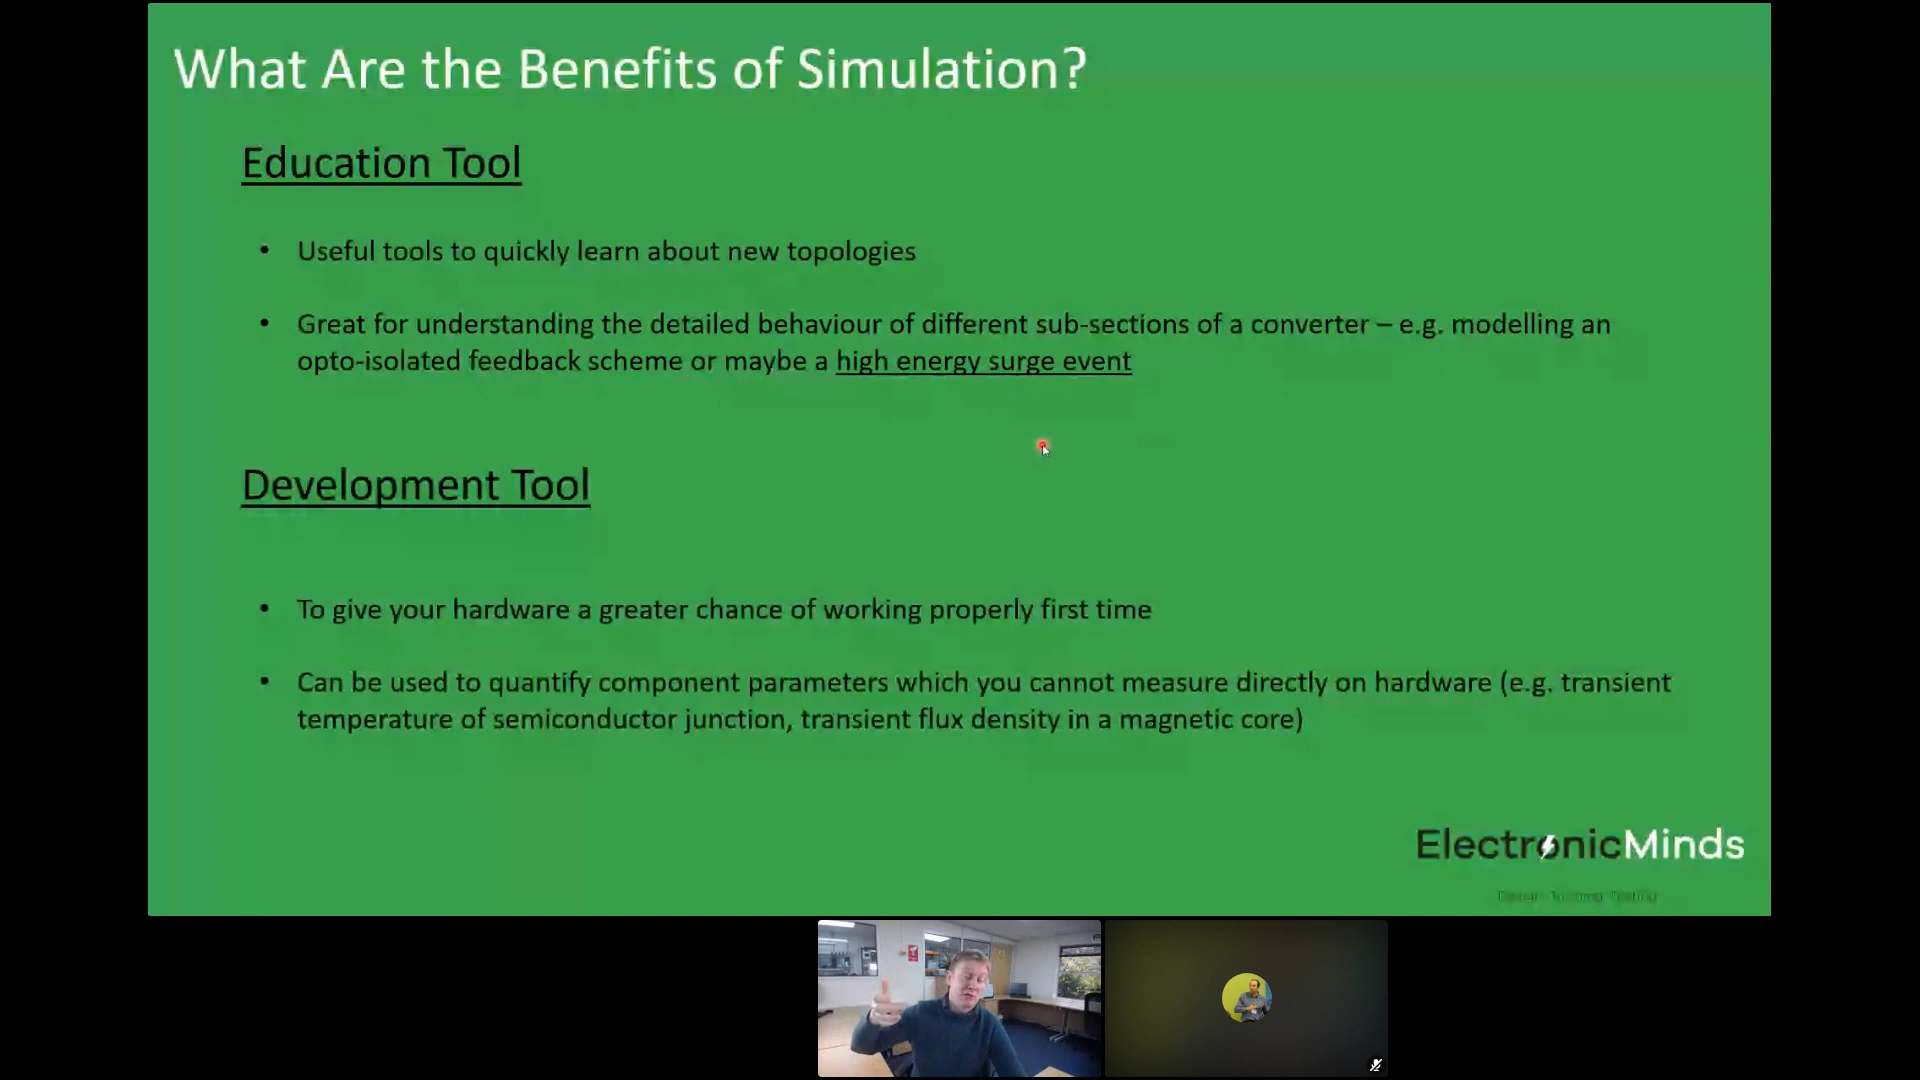 What Are the Benefits of Simulation?
Education Tool
• Useful tools to quickly learn about new topologies
• Great for understanding the detailed behaviour of different sub-sections of a converter – e.g. modelling an
opto-isolated feedback scheme or maybe a high energy surge event
Development Tool
• To give your hardware a greater chance of working properly first time
• Can be used to quantify component parameters which you cannot measure directly on hardware (e.g. transient
temperature of semiconductor junction, transient flux density in a magnetic core)
ElectronicMinds